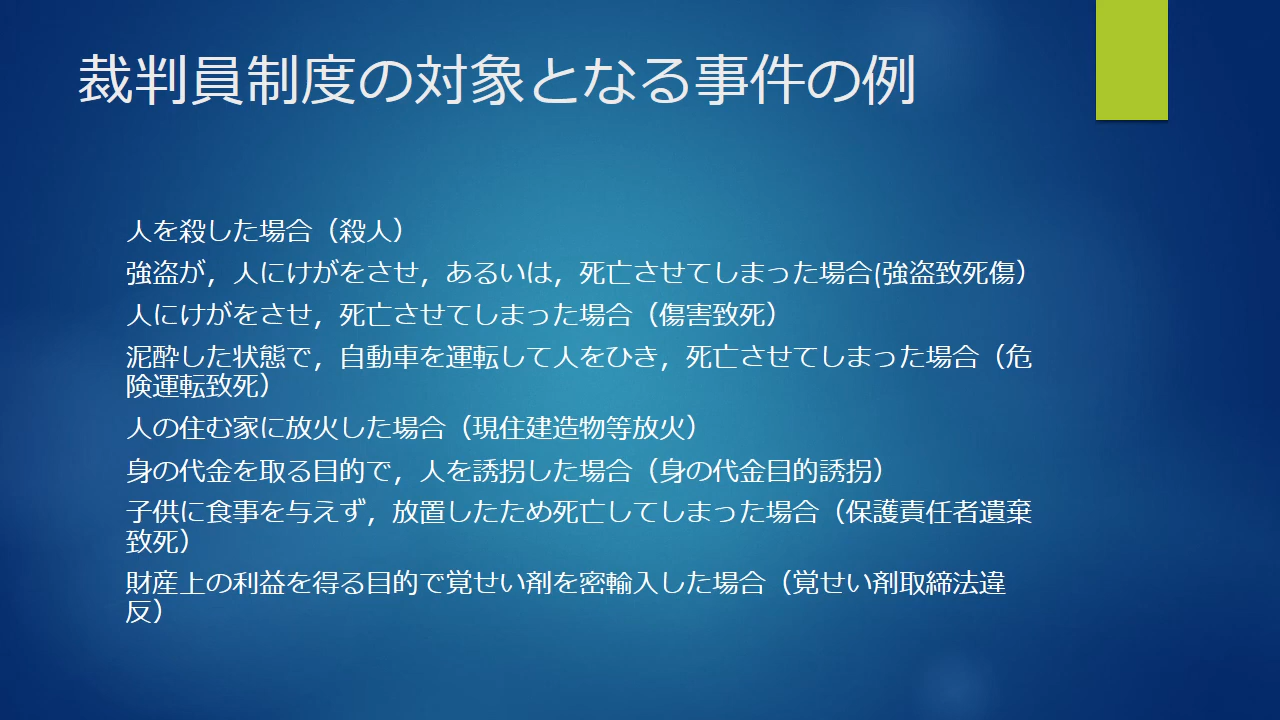 裁判員制度の対象となる事件の例
人を殺した場合（殺人）
強盗が，人にけがをさせ，あるいは，死亡させてしまった場合(強盗致死傷）
人にけがをさせ，死亡させてしまった場合（傷害致死）
泥酔した状態で，自動車を運転して人をひき，死亡させてしまった場合（危
険運転致死）
人の住む家に放火した場合（現住建造物等放火）
身の代金を取る目的で，人を誘拐した場合（身の代金目的誘拐）
子供に食事を与えず，放置したため死亡してしまった場合（保護責任者遺棄
致死）
財産上の利益を得る目的で覚せい剤を密輸入した場合（覚せい剤取締法違
反）